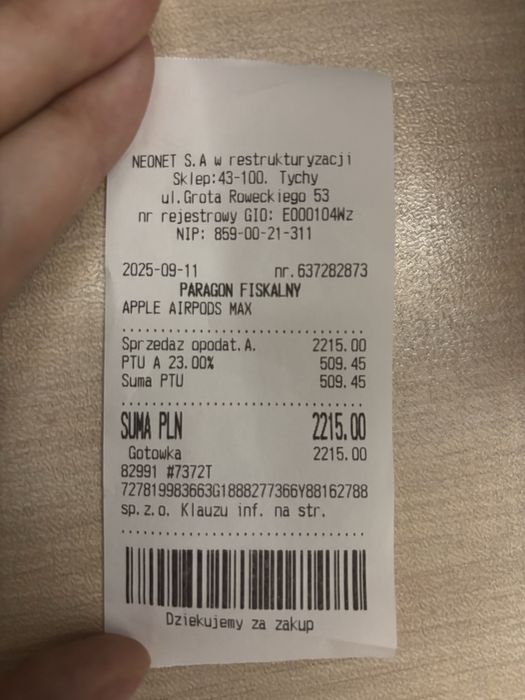 NEONET S.A w restrukturyzacji
Sklep:43-100. Tychy
ul.Grota Roweckiego 53
nr rejestrowy GIO: E000104Wz
NIP: 859-00-21-311
2025-09-11 nr.637282873
PARAGON FISKALNY
APPLE AIRPODS MAX
Sprzedaz opodat.A. 2215.00
PTU A 23.00% 509.45
Suma PTU 509.45
SUMA PLN 2215.00
Gotowka 2215.00
82991 #7372T
727819983663G1888277366Y88162788
sp.z.o. Klauzu inf. na str.
Dziekujemy za zakup